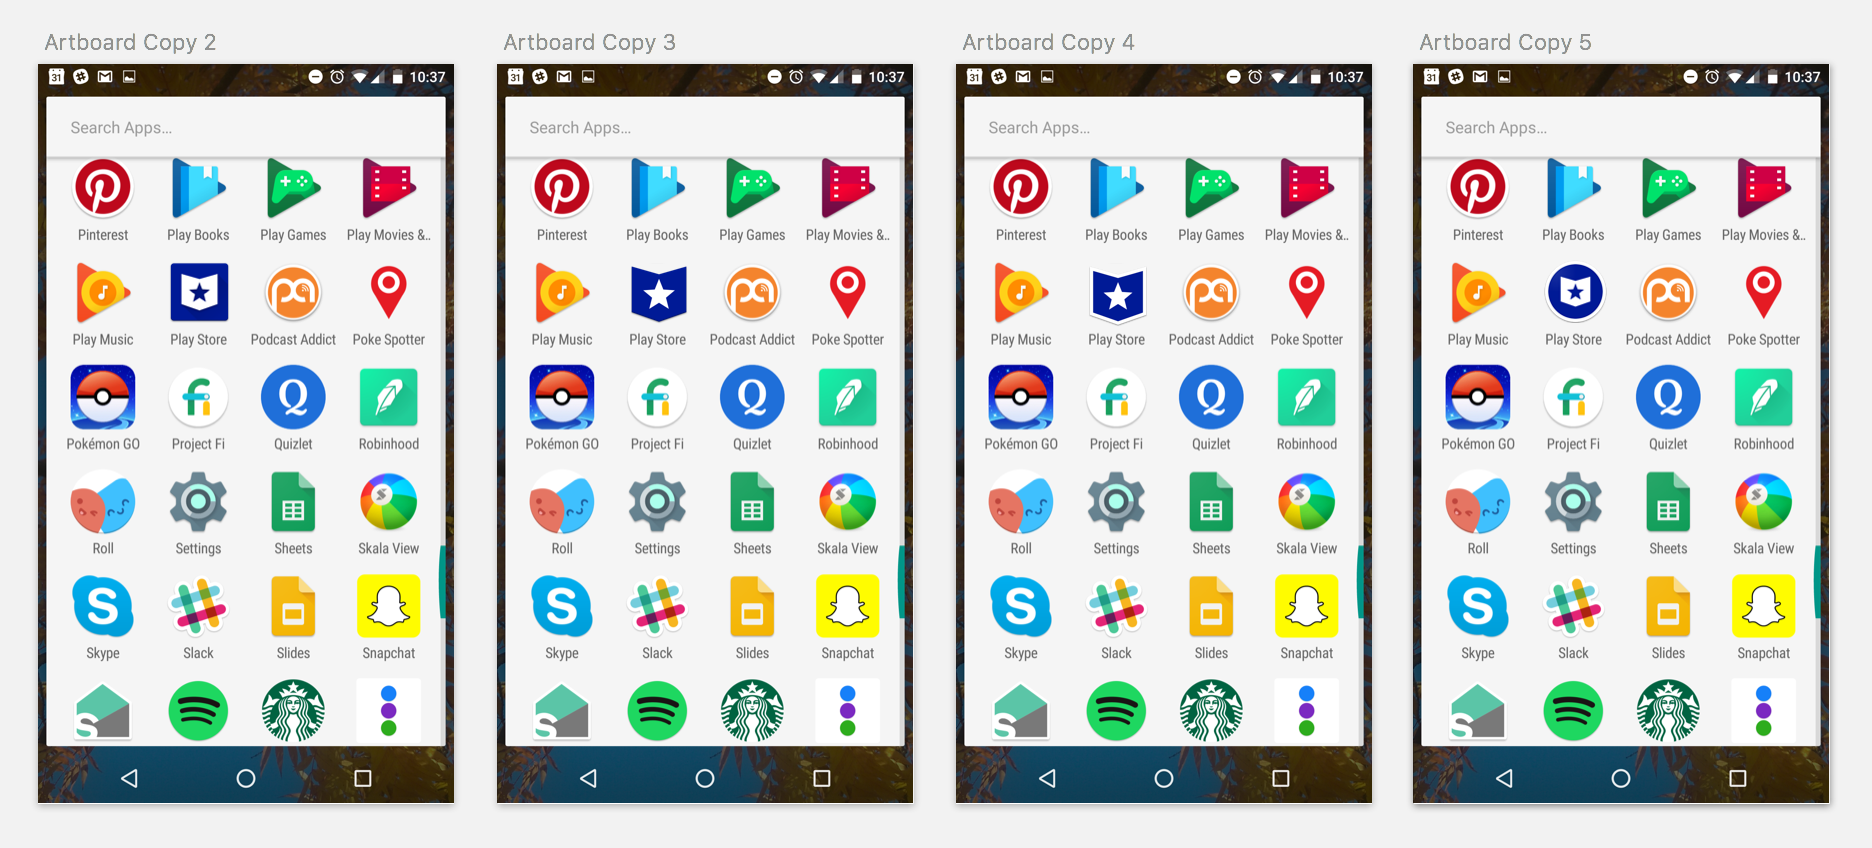 Artboard Copy 2
31 10:37
Search Apps...
Pinterest Play Books Play Games Play Movies &..
Play Music Play Store Podcast Addict Poke Spotter
Pokémon GO Project Fi Quizlet Robinhood
Roll Settings Sheets Skala View
Skype Slack Slides Snapchat
Artboard Copy 3
31 10:37
Search Apps...
Pinterest Play Books Play Games Play Movies &..
Play Music Play Store Podcast Addict Poke Spotter
Pokémon GO Project Fi Quizlet Robinhood
Roll Settings Sheets Skala View
Skype Slack Slides Snapchat
Artboard Copy 4
31 10:37
Search Apps...
Pinterest Play Books Play Games Play Movies &..
Play Music Play Store Podcast Addict Poke Spotter
Pokémon GO Project Fi Quizlet Robinhood
Roll Settings Sheets Skala View
Skype Slack Slides Snapchat
Artboard Copy 5
31 10:37
Search Apps...
Pinterest Play Books Play Games Play Movies &..
Play Music Play Store Podcast Addict Poke Spotter
Pokémon GO Project Fi Quizlet Robinhood
Roll Settings Sheets Skala View
Skype Slack Slides Snapchat